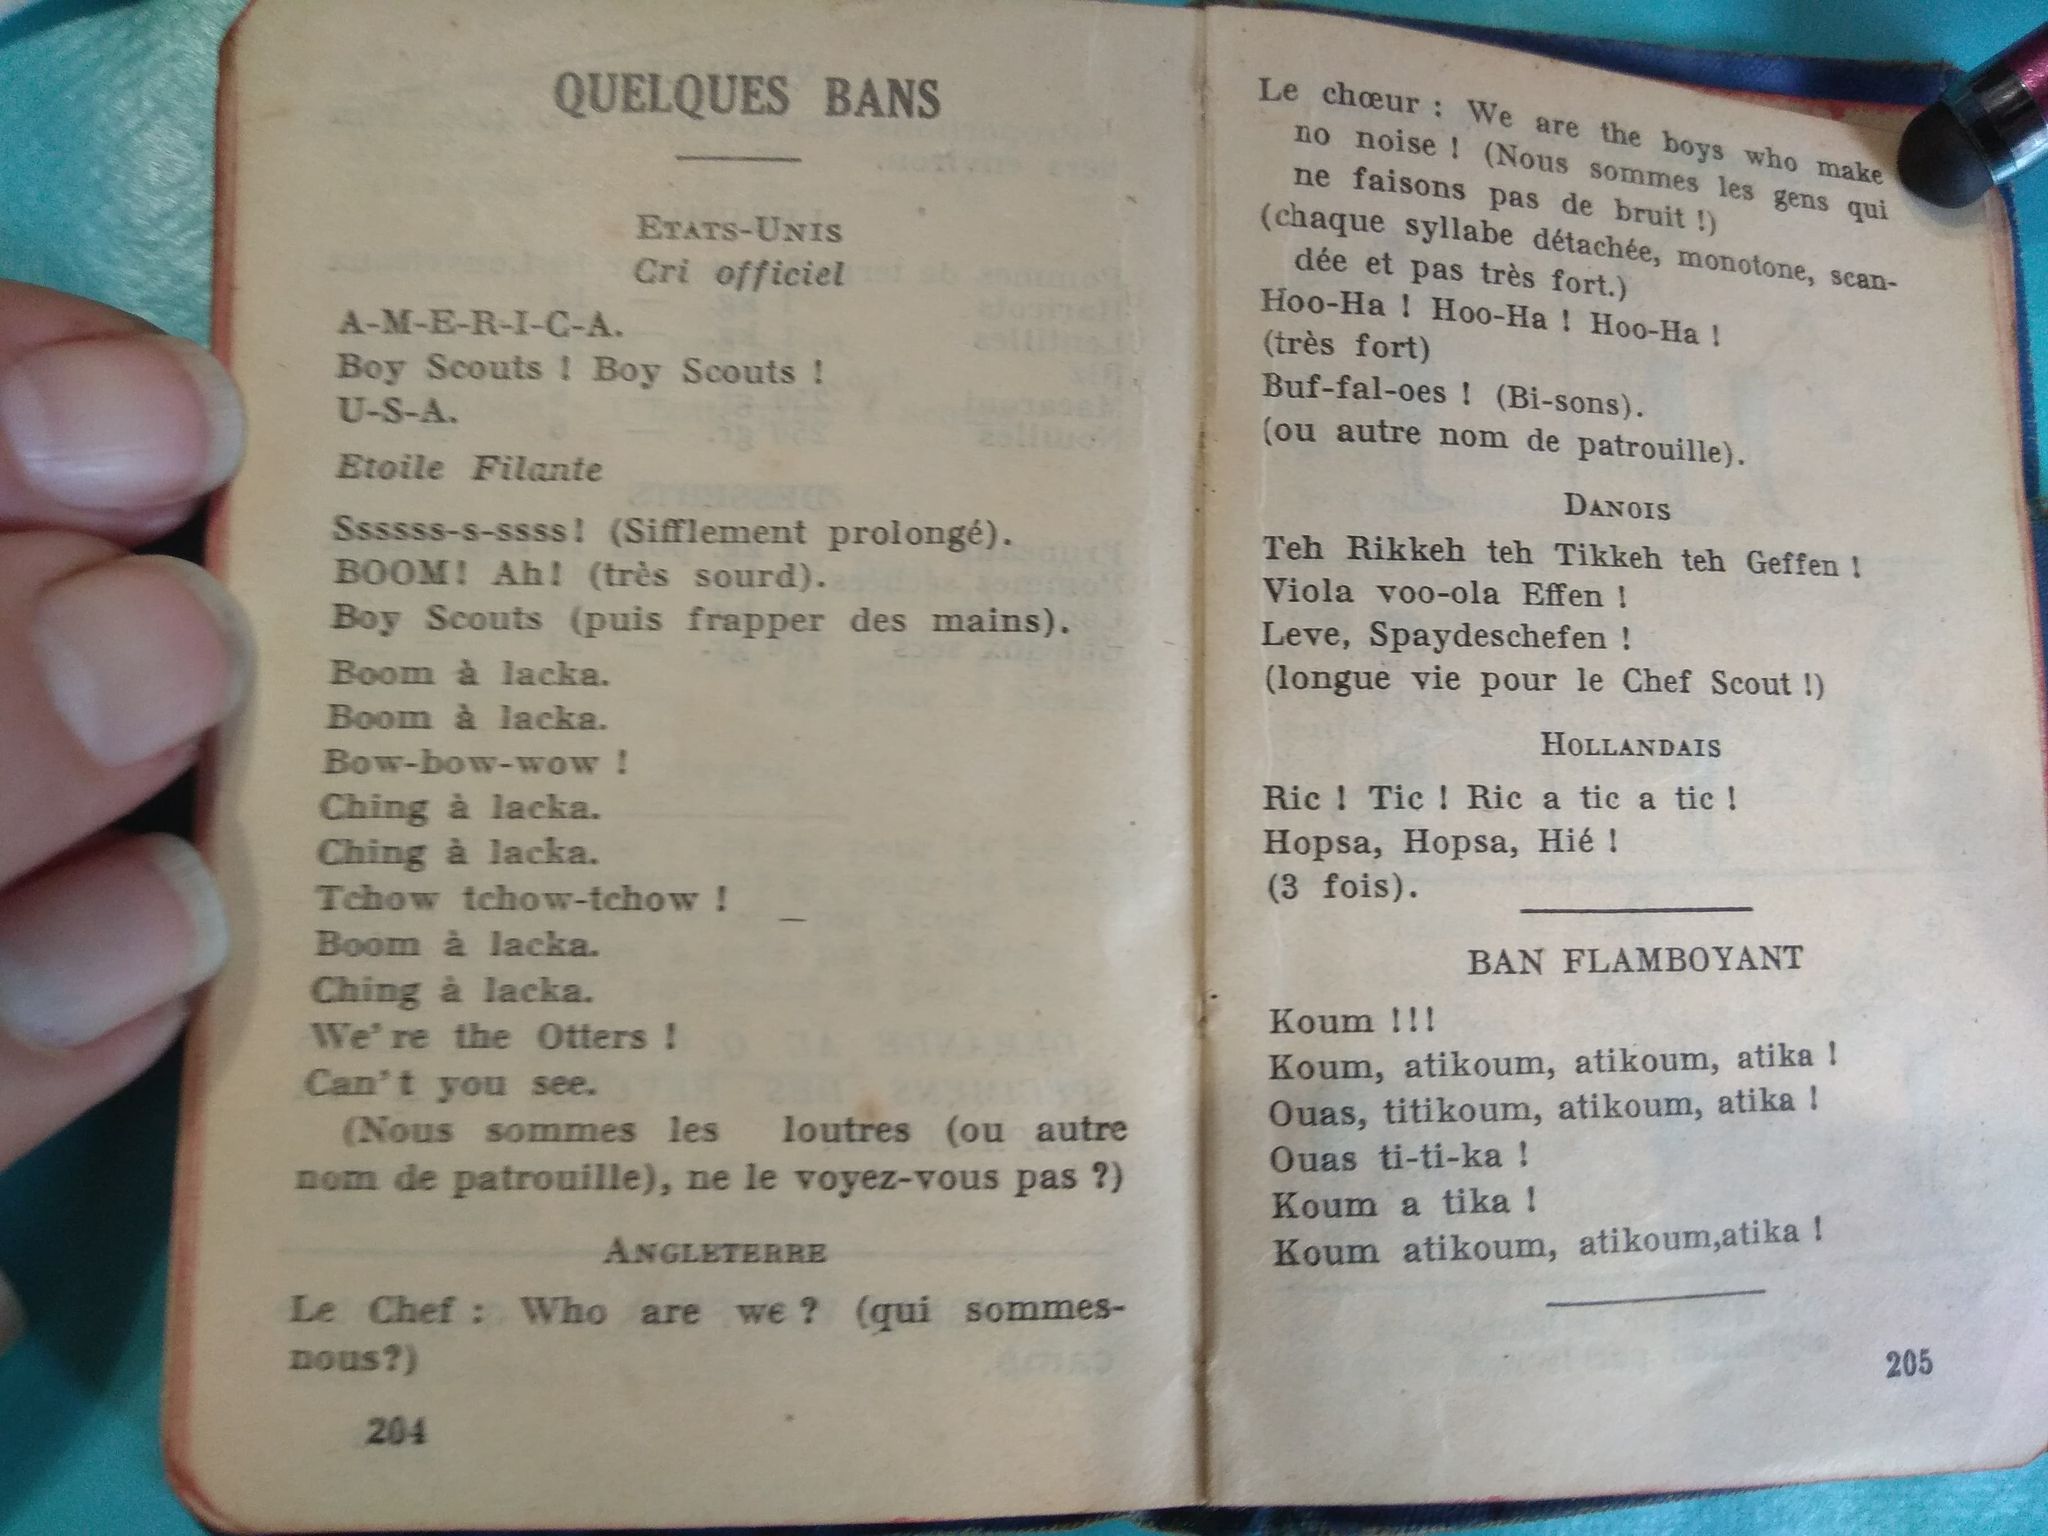 QUELQUES BANS
ETATS-UNIS
Cri officiel
A-M-E-R-I-C-A.
Boy Scouts ! Boy Scouts !
U-S-A.
Etoile Filante
Ssssss-s-ssss! (Sifflement prolongé).
BOOM! Ah! (très sourd).
Boy Scouts (puis frapper des mains).
Boom à lacka.
Boom à lacka.
Bow-bow-wow !
Ching à lacka.
Ching à lacka.
Tchow tchow-tchow !
Boom à lacka.
Ching à lacka.
We're the Otters !
Can't you see.
(Nous sommes les loutres (ou autre
nom de patrouille), ne le voyez-vous pas ?)
ANGLETERRE
Le Chef : Who are we ? (qui sommes-
nous?)
204
Le chœur : We are the boys who make
no noise ! (Nous sommes les gens qui
ne faisons pas de bruit !)
(chaque syllabe détachée, monotone, scan-
dée et pas très fort.)
Hoo-Ha ! Hoo-Ha ! Hoo-Ha !
(très fort)
Buf-fal-oes ! (Bi-sons).
(ou autre nom de patrouille).
DANOIS
Teh Rikkeh teh Tikkeh teh Geffen !
Viola voo-ola Effen !
Leve, Spaydeschefen !
(longue vie pour le Chef Scout !)
HOLLANDAIS
Ric ! Tic ! Ric a tic a tic !
Hopsa, Hopsa, Hié !
(3 fois).
BAN FLAMBOYANT
Koum !!!
Koum, atikoum, atikoum, atika !
Ouas, titikoum, atikoum, atika !
Ouas ti-ti-ka !
Koum a tika !
Koum atikoum, atikoum,atika !
205